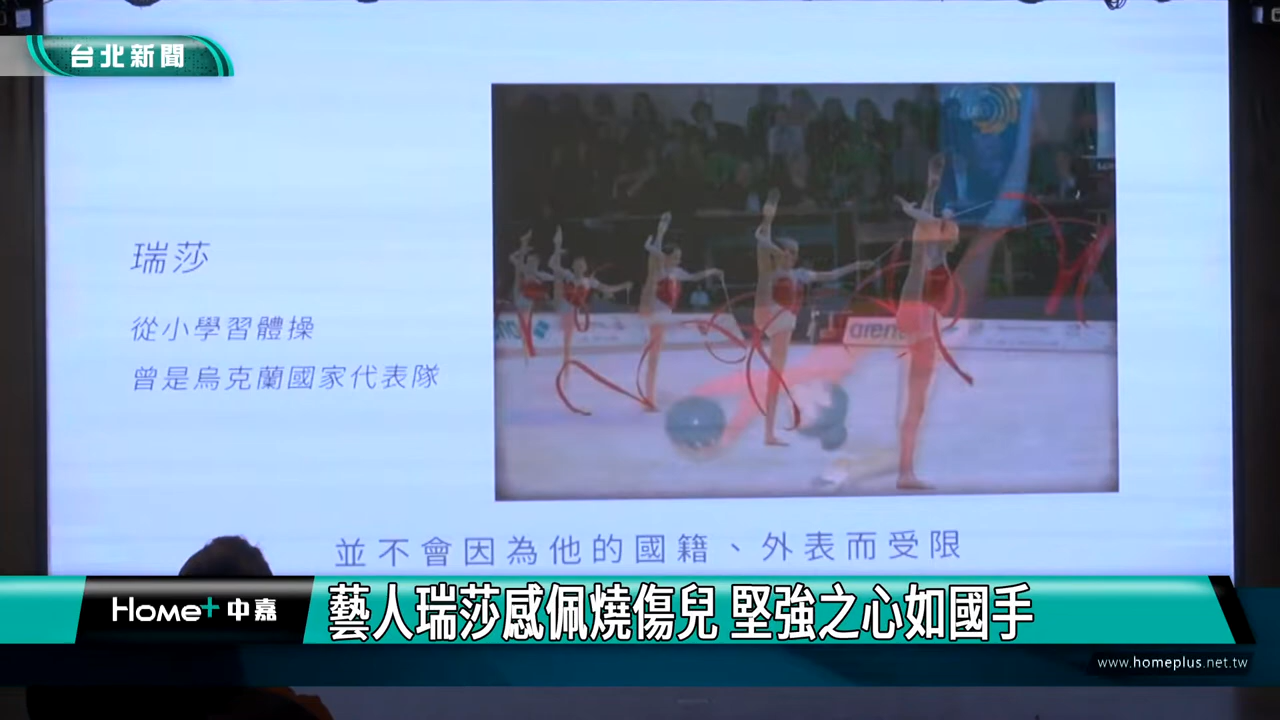 台北新聞
瑞莎
從小學習體操
曾是烏克蘭國家代表隊
arena
並不會因為他的國籍、外表而受限
Home+中嘉
藝人瑞莎感佩燒傷兒 堅強之心如國手
www.homeplus.net.tw